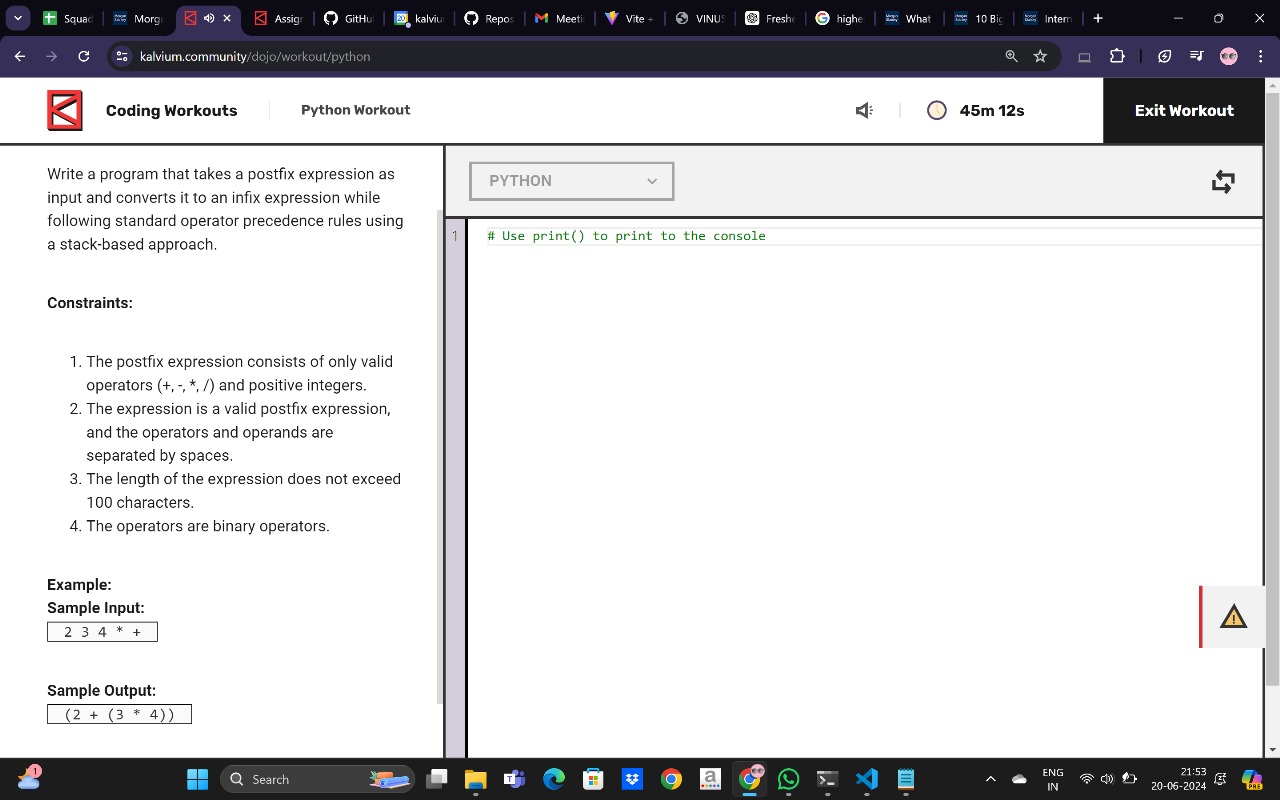 Squad
Morg
Assigr
GitHu
20
kalviu
Repos
Meeti
Vite +
VINUS
Freshe
highe
What
10 Big
Intern
kalvium.community/dojo/workout/python
Coding Workouts
Python Workout
45m 12s
Exit Workout
Write a program that takes a postfix expression as
input and converts it to an infix expression while
following standard operator precedence rules using
a stack-based approach.
Constraints:
1. The postfix expression consists of only valid
operators (+, -, *, /) and positive integers.
2. The expression is a valid postfix expression,
and the operators and operands are
separated by spaces.
3. The length of the expression does not exceed
100 characters.
4. The operators are binary operators.
Example:
Sample Input:
2 3 4 * +
Sample Output:
(2 + (3 * 4))
PYTHON
1
# Use print() to print to the console
1
Search
ENG
IN
21:53
20-06-2024
PRE